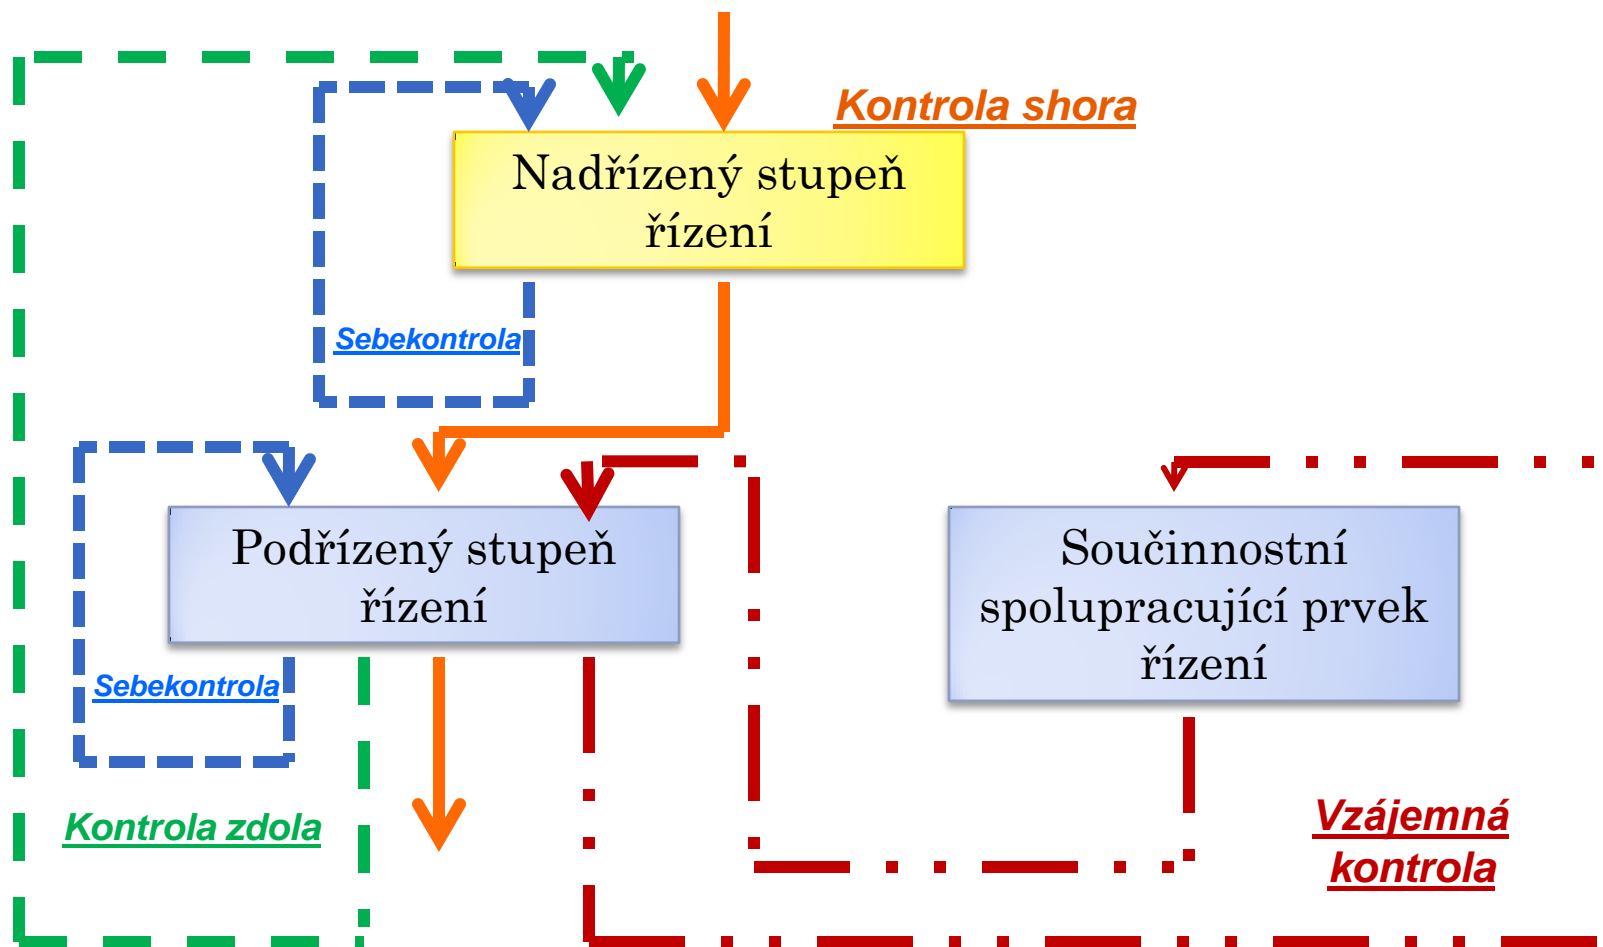 Kontrola shora
Nadřízený stupeň
řízení
Sebekontrola
Podřízený stupeň
řízení
Součinnostní
spolupracující prvek
řízení
Sebekontrola
Kontrola zdola
Vzájemná
kontrola